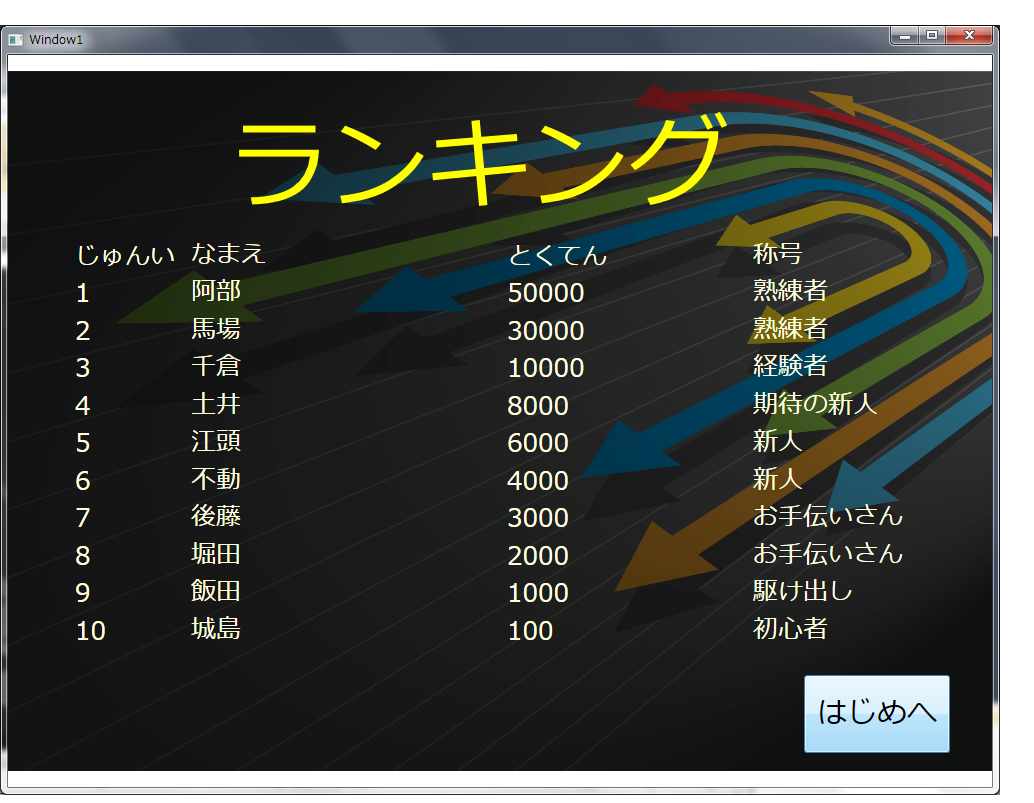 Window1
ランキング
じゅんい なまえ とくてん 称号
1 阿部 50000 熟練者
2 馬場 30000 熟練者
3 千倉 10000 経験者
4 土井 8000 期待の新人
5 江頭 6000 新人
6 不動 4000 新人
7 後藤 3000 お手伝いさん
8 堀田 2000 お手伝いさん
9 飯田 1000 駆け出し
10 城島 100 初心者
はじめへ